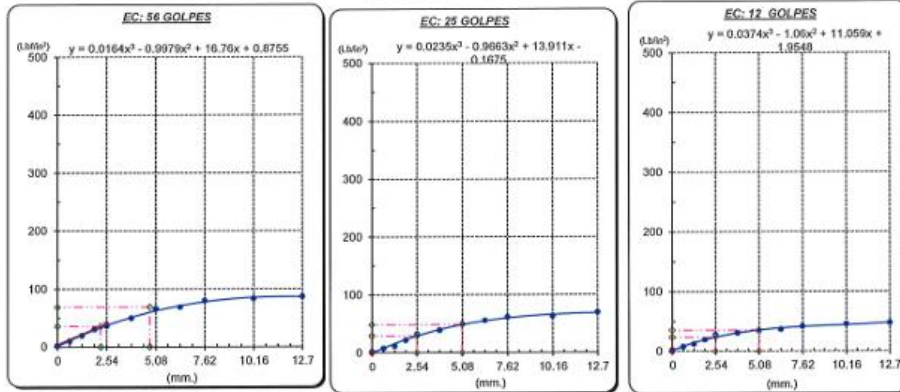 EC: 56 GOLPES
(Lbf/in²)
y = 0.0164x³ - 0.9979x² + 16.76x + 0.8755
500
400
300
200
100
0
0 2.54 5.08 7.62 10.16 12.7
(mm.)
EC: 25 GOLPES
(Lb/in²)
y = 0.0235x³ - 0.9663x² + 13.911x -
0.1675
500
400
300
200
100
0
0 2.54 5.08 7.62 10.16 12.7
(mm.)
EC: 12 GOLPES
(Lb/in²)
y = 0.0374x³ - 1.06x² + 11.059x +
1.9548
500
400
300
200
100
0
0 2.54 5.08 7.62 10.16 12.7
(mm.)